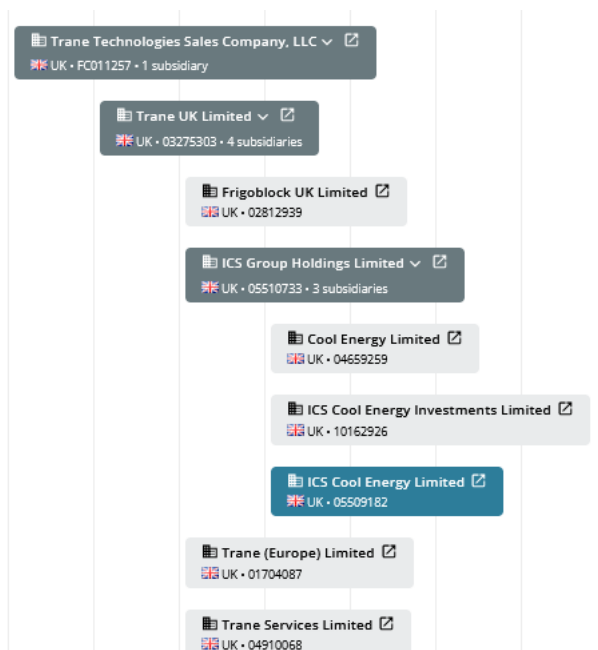 Trane Technologies Sales Company, LLC
UK • FC011257 • 1 subsidiary
Trane UK Limited
UK • 03275303 • 4 subsidiaries
Frigoblock UK Limited
UK • 02812939
ICS Group Holdings Limited
UK • 05510733 • 3 subsidiaries
Cool Energy Limited
UK • 04659259
ICS Cool Energy Investments Limited
UK • 10162926
ICS Cool Energy Limited
UK • 05509182
Trane (Europe) Limited
UK • 01704087
Trane Services Limited
UK • 04910068